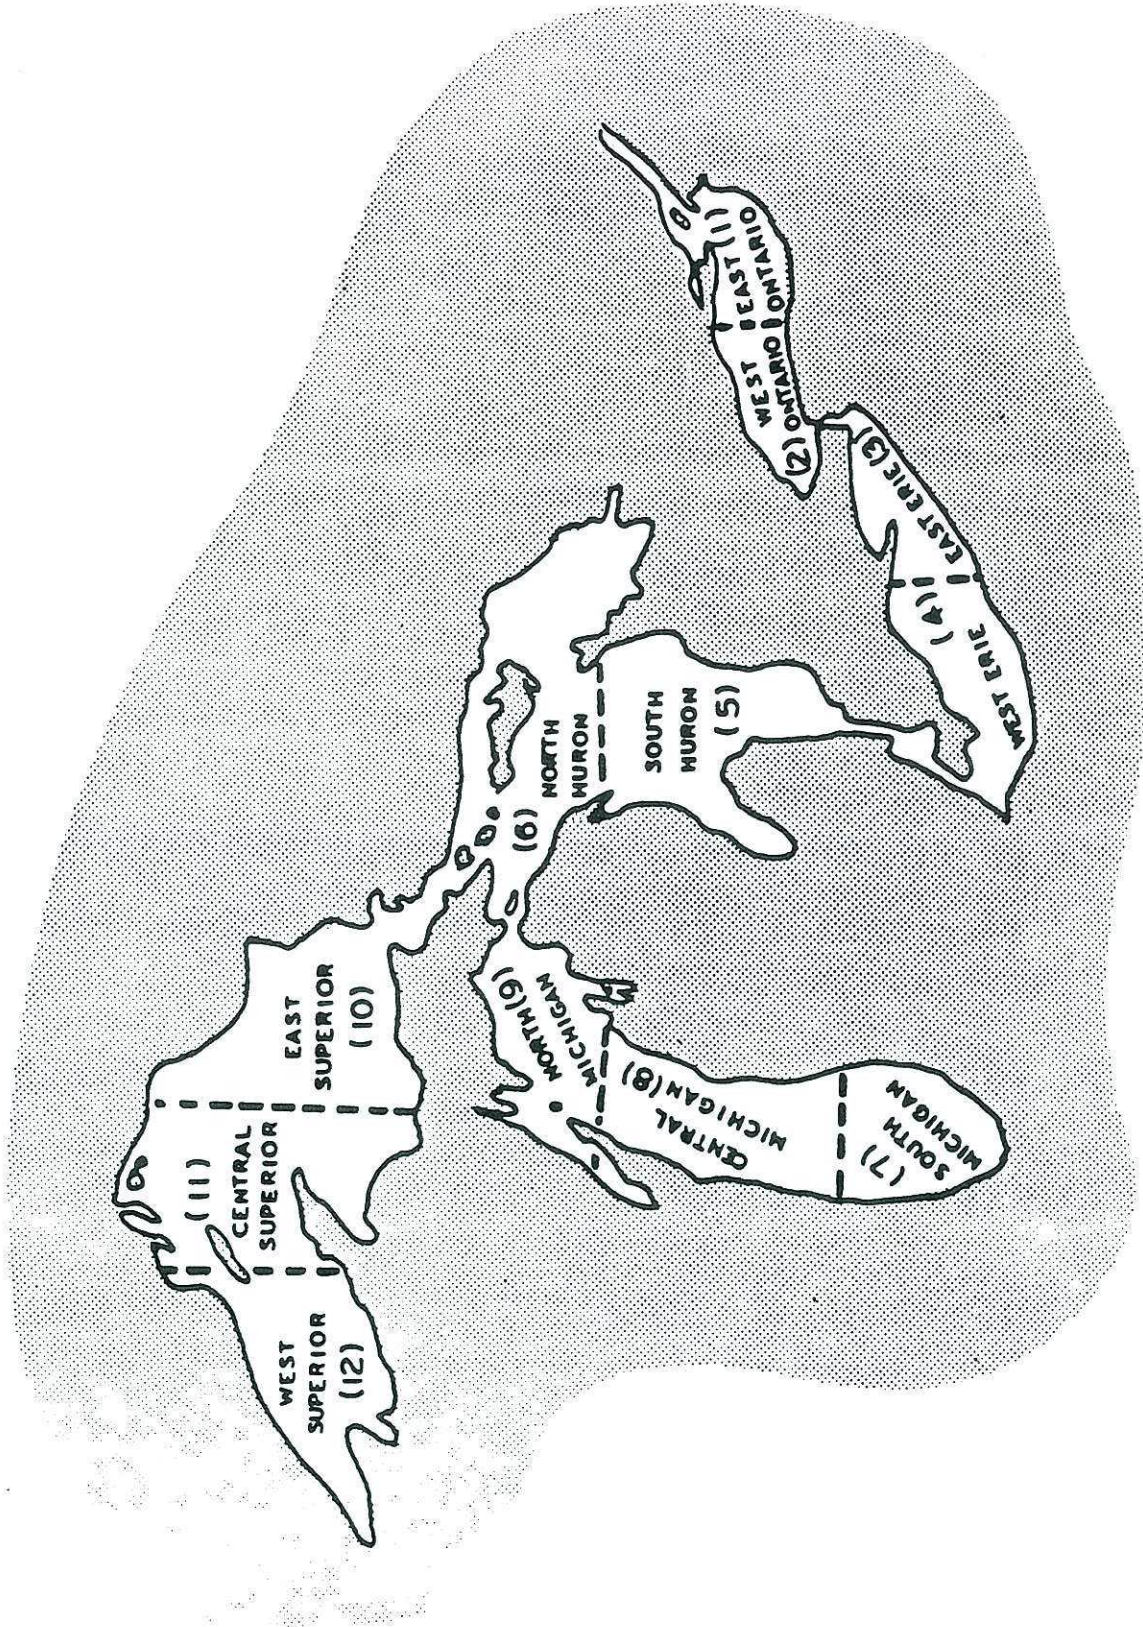 EAST (1)
ONTARIO
WEST
(2) ONTARIO
EAST ERIE (3)
(4)
WEST ERIE
SOUTH
HURON
(5)
NORTH
HURON
(6)
(7)
SOUTH
MICHIGAN
CENTRAL
MICHIGAN (8)
NORTH (9)
MICHIGAN
EAST
SUPERIOR
(10)
(11)
CENTRAL
SUPERIOR
WEST
SUPERIOR
(12)